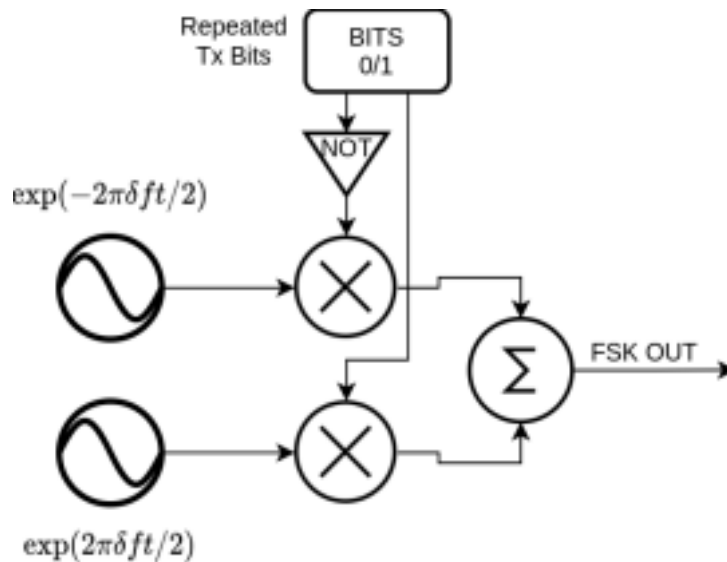 Repeated
Tx Bits
BITS
0/1
NOT
exp(−2πδft/2)
Σ
FSK OUT
exp(2πδft/2)